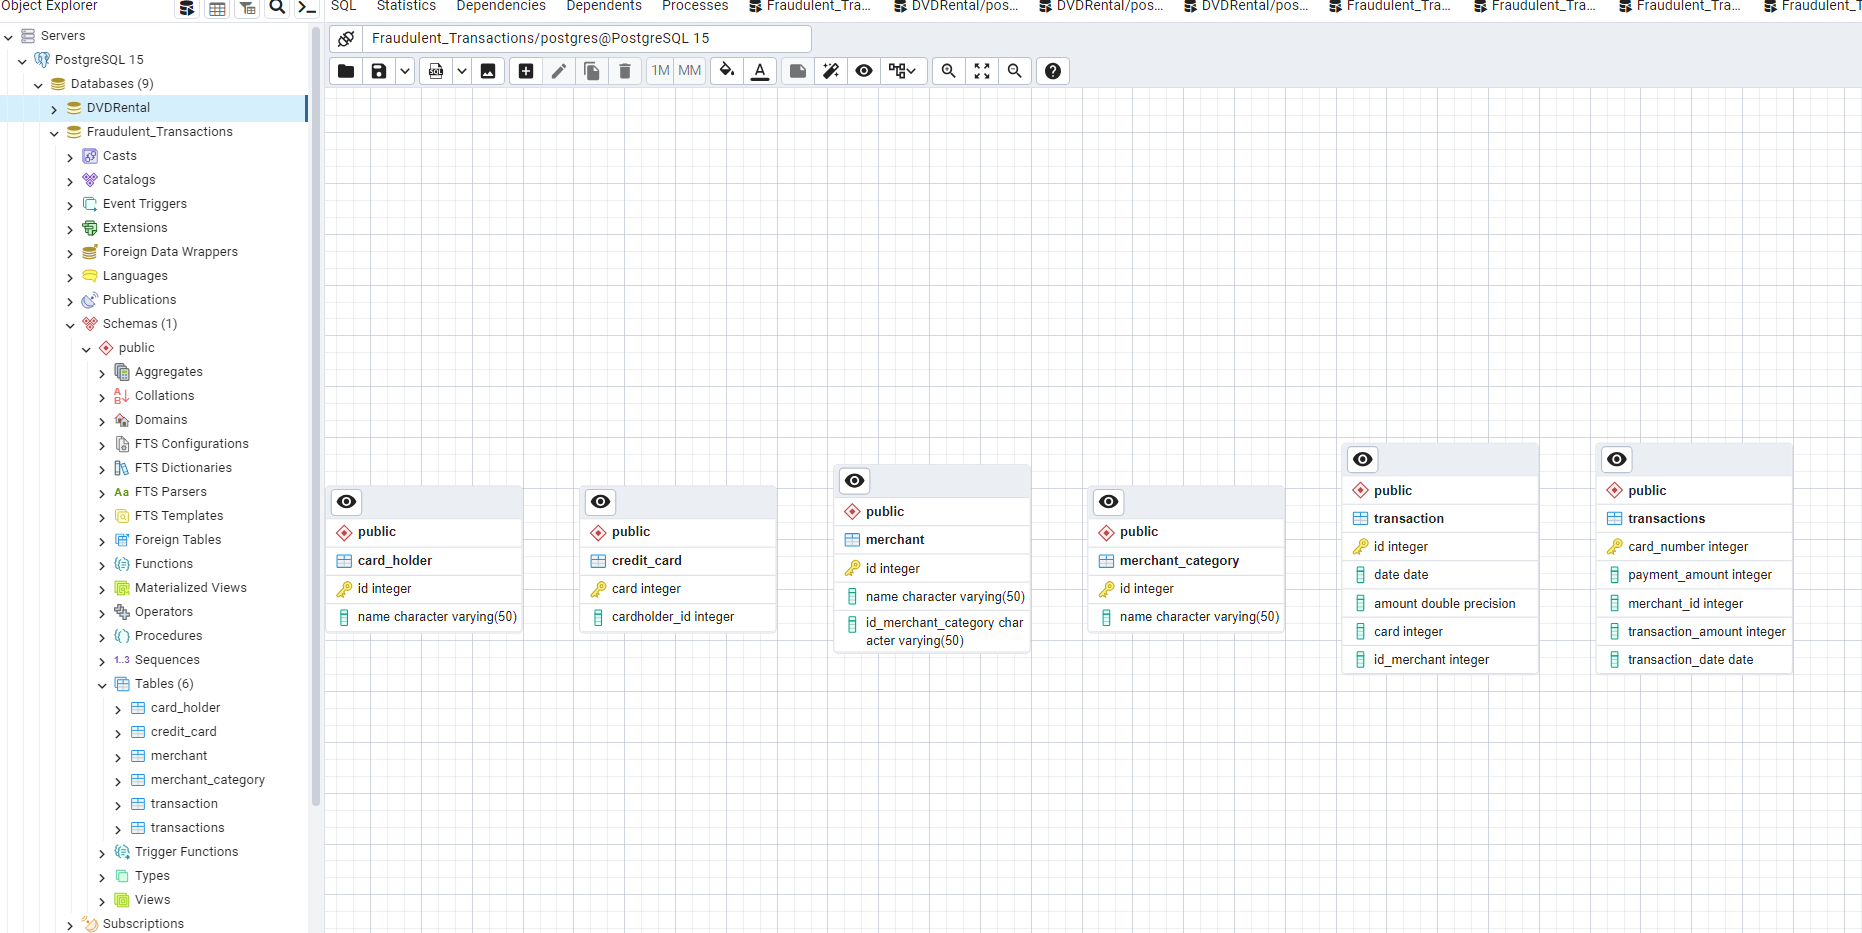 Object Explorer
SQL
Statistics
Dependencies
Dependents
Processes
Fraudulent_Tra...
DVDRental/pos...
DVDRental/pos...
DVDRental/pos...
Fraudulent_Tra...
Fraudulent_Tra...
Fraudulent_Tra...
Fraudulent_T
Servers
PostgreSQL 15
Databases (9)
DVDRental
Fraudulent_Transactions
Casts
Catalogs
Event Triggers
Extensions
Foreign Data Wrappers
Languages
Publications
Schemas (1)
public
Aggregates
Collations
Domains
FTS Configurations
FTS Dictionaries
Aa FTS Parsers
FTS Templates
Foreign Tables
Functions
Materialized Views
Operators
Procedures
1..3 Sequences
Tables (6)
card_holder
credit_card
merchant
merchant_category
transaction
transactions
Trigger Functions
Types
Views
Subscriptions
Fraudulent_Transactions/postgres@PostgreSQL 15
SQL
1M
MM
A
public
card_holder
id integer
name character varying(50)
public
credit_card
card integer
cardholder_id integer
public
merchant
id integer
name character varying(50)
id_merchant_category char
acter varying(50)
public
merchant_category
id integer
name character varying(50)
public
transaction
id integer
date date
amount double precision
card integer
id_merchant integer
public
transactions
card_number integer
payment_amount integer
merchant_id integer
transaction_amount integer
transaction_date date